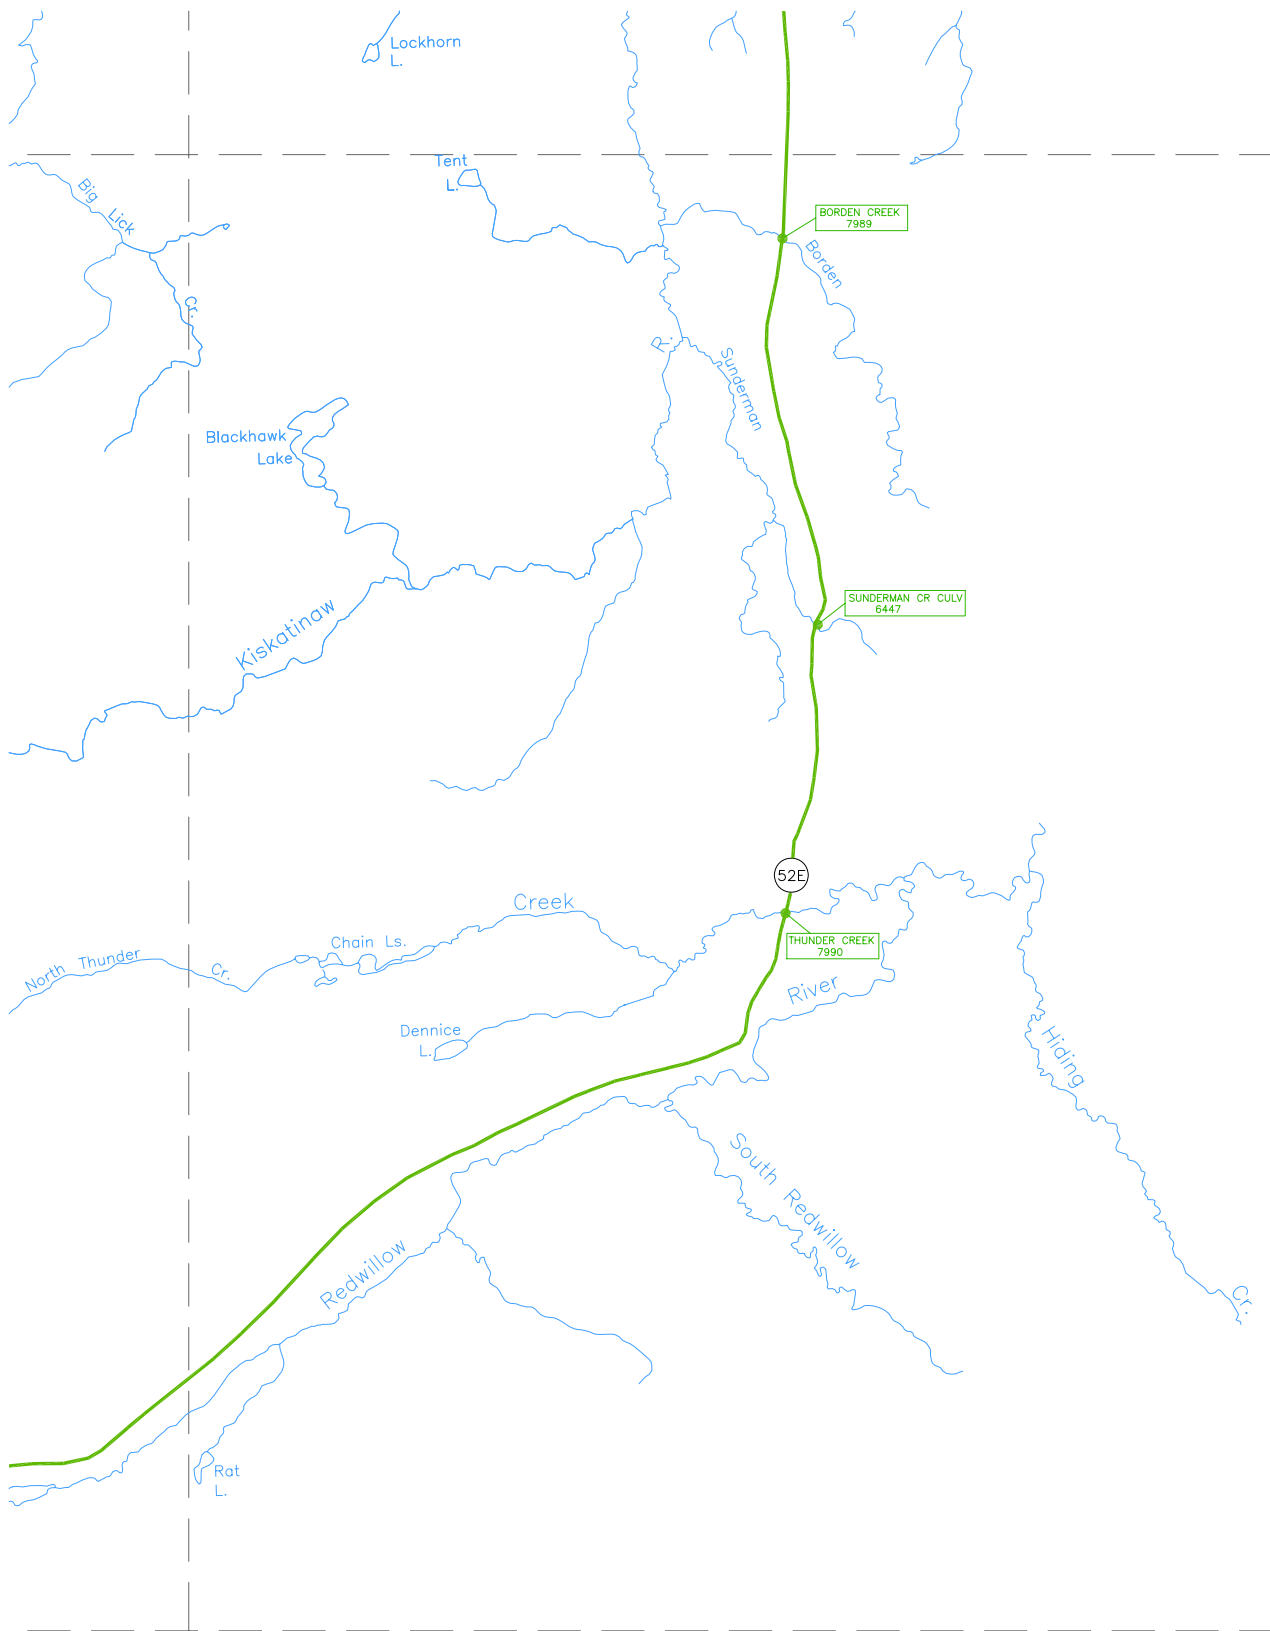 Lockhorn
L.
Tent
L.
Big Lick
Cr.
BORDEN CREEK
7989
Borden
R.
Sunderman
Blackhawk
Lake
SUNDERMAN CR CULV
6447
Kiskatinaw
52E
Creek
THUNDER CREEK
7990
Chain Ls.
North Thunder
Cr.
River
Dennice
L.
Hiding
South Redwillow
Redwillow
Cr.
Rat
L.